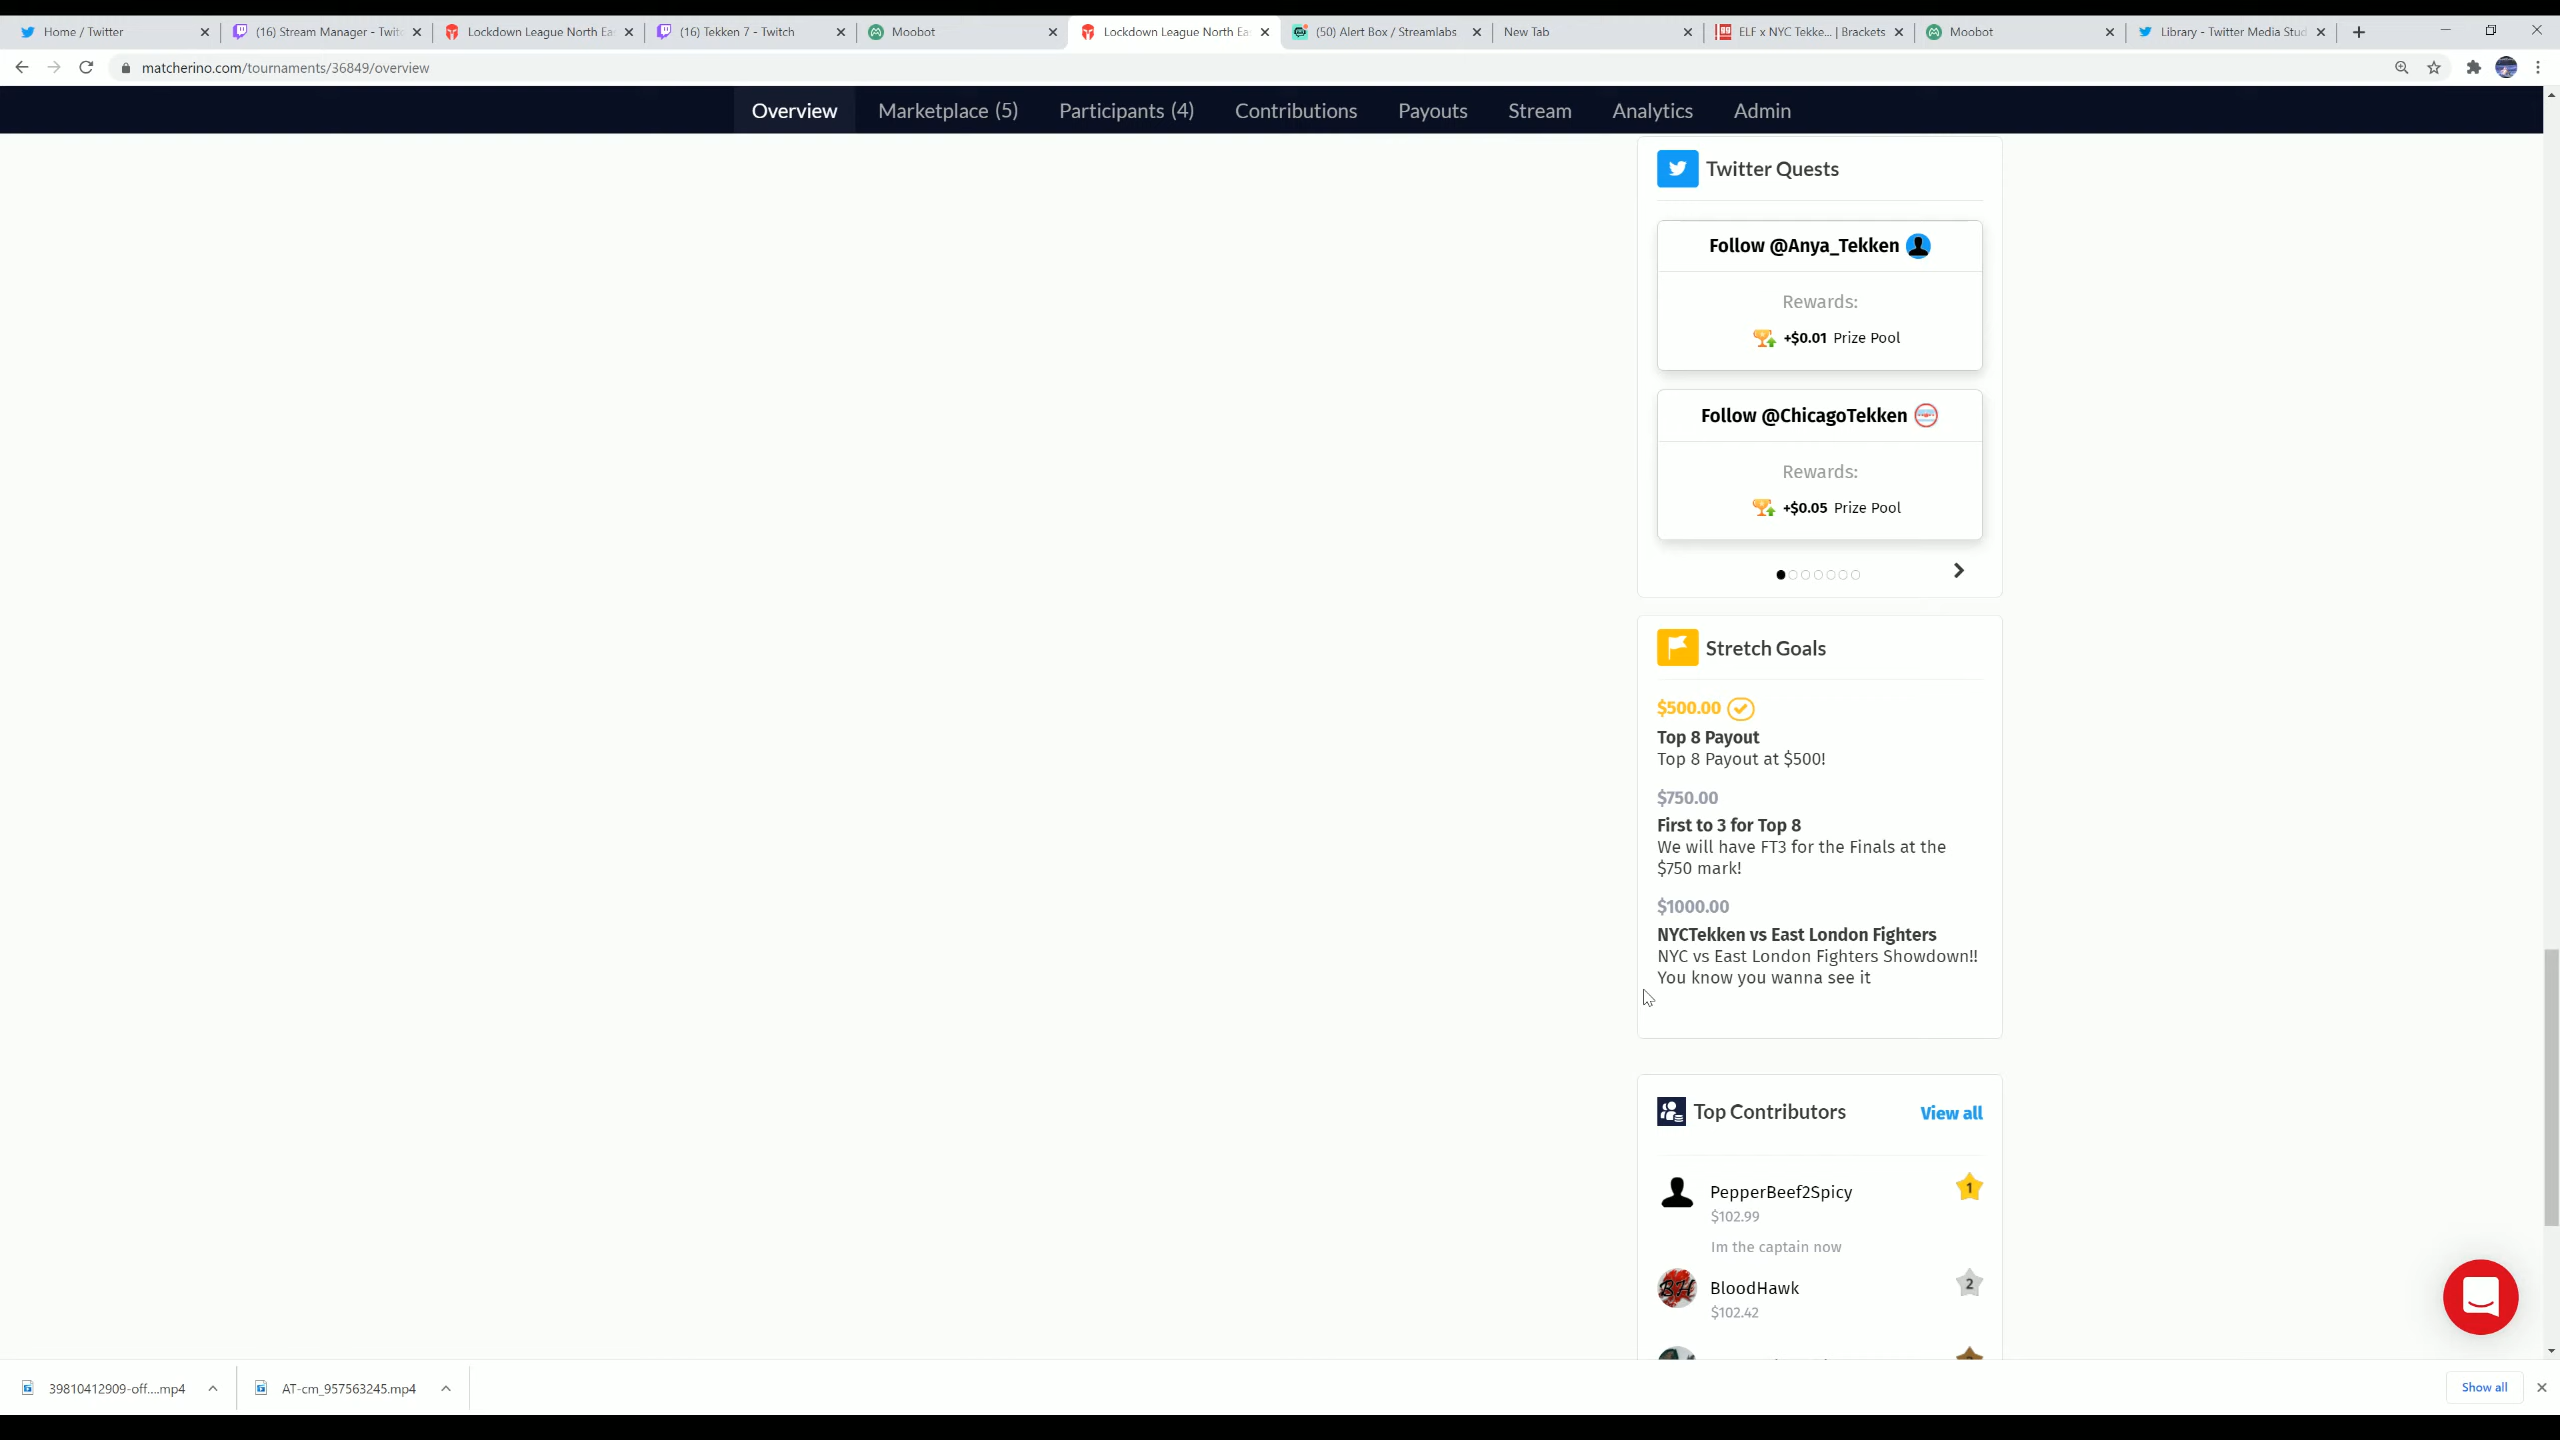 Home / Twitter
(16) Stream Manager - Twitc
Lockdown League North Ea
(16) Tekken 7 - Twitch
Moobot
Lockdown League North Ea
(50) Alert Box / Streamlabs
New Tab
ELF x NYC Tekke... | Brackets
Moobot
Library - Twitter Media Stud
matcherino.com/tournaments/36849/overview
Overview
Marketplace (5)
Participants (4)
Contributions
Payouts
Stream
Analytics
Admin
Twitter Quests
Follow @Anya_Tekken
Rewards:
+$0.01 Prize Pool
Follow @ChicagoTekken
Rewards:
+$0.05 Prize Pool
Stretch Goals
$500.00
Top 8 Payout
Top 8 Payout at $500!
$750.00
First to 3 for Top 8
We will have FT3 for the Finals at the
$750 mark!
$1000.00
NYCTekken vs East London Fighters
NYC vs East London Fighters Showdown!!
You know you wanna see it
Top Contributors
View all
PepperBeef2Spicy
1
$102.99
Im the captain now
BH
BloodHawk
2
$102.42
39810412909-off....mp4
AT-cm_957563245.mp4
Show all